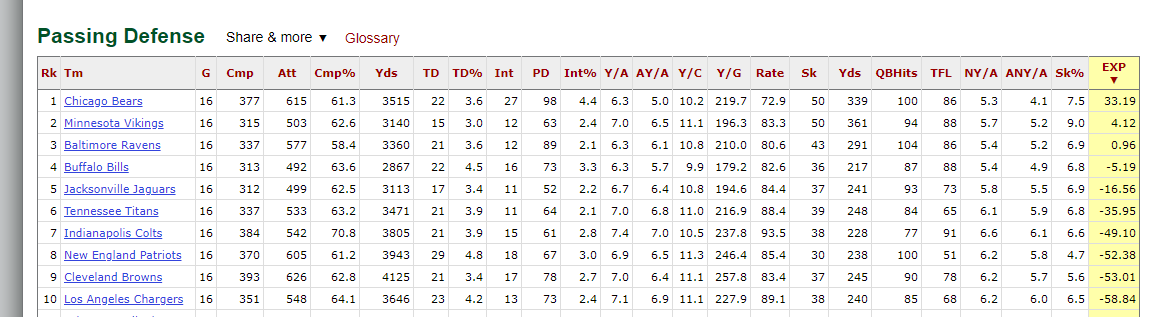 Passing Defense Share & more ▼ Glossary
Rk Tm G Cmp Att Cmp% Yds TD TD% Int PD Int% Y/A AY/A Y/C Y/G Rate Sk Yds QBHits TFL NY/A ANY/A Sk% EXP ▼
1 Chicago Bears 16 377 615 61.3 3515 22 3.6 27 98 4.4 6.3 5.0 10.2 219.7 72.9 50 339 100 86 5.3 4.1 7.5 33.19
2 Minnesota Vikings 16 315 503 62.6 3140 15 3.0 12 63 2.4 7.0 6.5 11.1 196.3 83.3 50 361 94 88 5.7 5.2 9.0 4.12
3 Baltimore Ravens 16 337 577 58.4 3360 21 3.6 12 89 2.1 6.3 6.1 10.8 210.0 80.6 43 291 104 86 5.4 5.2 6.9 0.96
4 Buffalo Bills 16 313 492 63.6 2867 22 4.5 16 73 3.3 6.3 5.7 9.9 179.2 82.6 36 217 87 88 5.4 4.9 6.8 -5.19
5 Jacksonville Jaguars 16 312 499 62.5 3113 17 3.4 11 52 2.2 6.7 6.4 10.8 194.6 84.4 37 241 93 73 5.8 5.5 6.9 -16.56
6 Tennessee Titans 16 337 533 63.2 3471 21 3.9 11 64 2.1 7.0 6.8 11.0 216.9 88.4 39 248 84 65 6.1 5.9 6.8 -35.95
7 Indianapolis Colts 16 384 542 70.8 3805 21 3.9 15 61 2.8 7.4 7.0 10.5 237.8 93.5 38 228 77 91 6.6 6.1 6.6 -49.10
8 New England Patriots 16 370 605 61.2 3943 29 4.8 18 67 3.0 6.9 6.5 11.3 246.4 85.4 30 238 100 51 6.2 5.8 4.7 -52.38
9 Cleveland Browns 16 393 626 62.8 4125 21 3.4 17 78 2.7 7.0 6.4 11.1 257.8 83.4 37 245 90 78 6.2 5.7 5.6 -53.01
10 Los Angeles Chargers 16 351 548 64.1 3646 23 4.2 13 73 2.4 7.1 6.9 11.1 227.9 89.1 38 240 85 68 6.2 6.0 6.5 -58.84